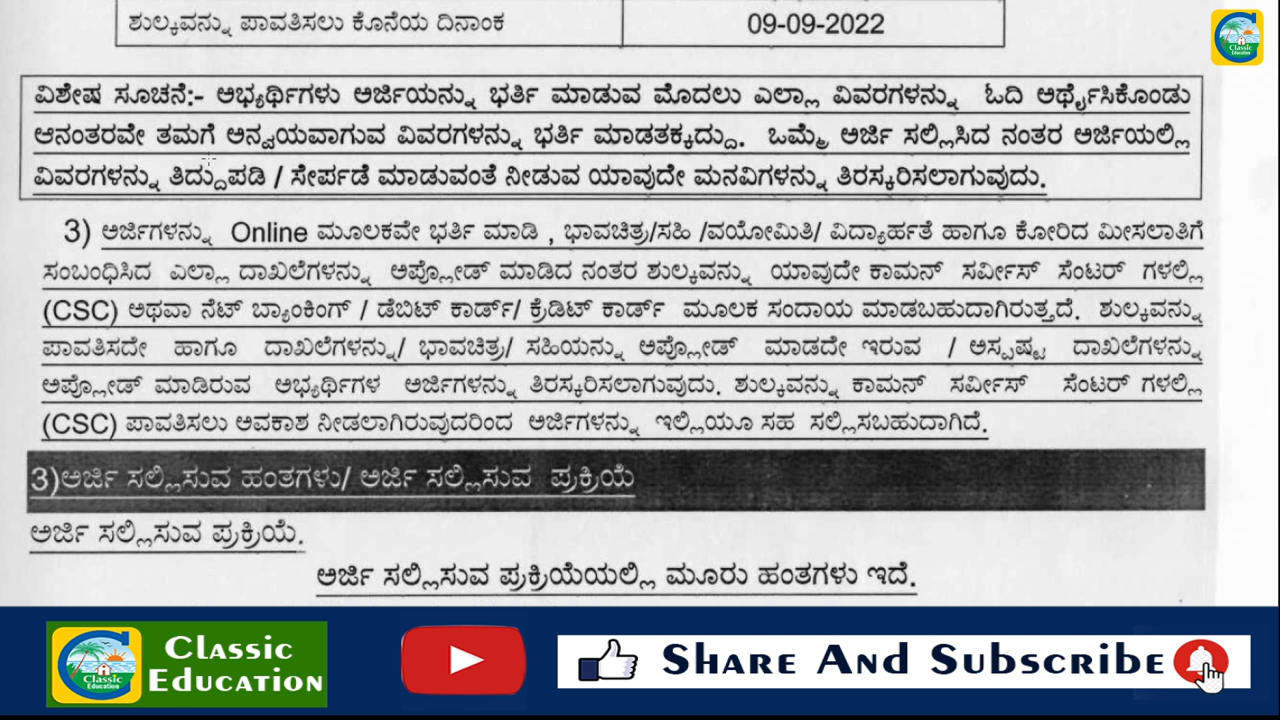 ಶುಲ್ಕವನ್ನು ಪಾವತಿಸಲು ಕೊನೆಯ ದಿನಾಂಕ 09-09-2022
Classic
Education
ವಿಶೇಷ ಸೂಚನೆ:- ಅಭ್ಯರ್ಥಿಗಳು ಅರ್ಜಿಯನ್ನು ಭರ್ತಿ ಮಾಡುವ ಮೊದಲು ಎಲ್ಲಾ ವಿವರಗಳನ್ನು ಓದಿ ಅರ್ಥೈಸಿಕೊಂಡು
ಆನಂತರವೇ ತಮಗೆ ಅನ್ವಯವಾಗುವ ವಿವರಗಳನ್ನು ಭರ್ತಿ ಮಾಡತಕ್ಕದ್ದು. ಒಮ್ಮೆ ಅರ್ಜಿ ಸಲ್ಲಿಸಿದ ನಂತರ ಅರ್ಜಿಯಲ್ಲಿ
ವಿವರಗಳನ್ನು ತಿದ್ದುಪಡಿ / ಸೇರ್ಪಡೆ ಮಾಡುವಂತೆ ನೀಡುವ ಯಾವುದೇ ಮನವಿಗಳನ್ನು ತಿರಸ್ಕರಿಸಲಾಗುವುದು.
3) ಅರ್ಜಿಗಳನ್ನು Online ಮೂಲಕವೇ ಭರ್ತಿ ಮಾಡಿ , ಭಾವಚಿತ್ರ/ಸಹಿ /ವಯೋಮಿತಿ/ ವಿದ್ಯಾರ್ಹತೆ ಹಾಗೂ ಕೋರಿದ ಮೀಸಲಾತಿಗೆ
ಸಂಬಂಧಿಸಿದ ಎಲ್ಲಾ ದಾಖಲೆಗಳನ್ನು ಅಪ್ಲೋಡ್ ಮಾಡಿದ ನಂತರ ಶುಲ್ಕವನ್ನು ಯಾವುದೇ ಕಾಮನ್ ಸರ್ವೀಸ್ ಸೆಂಟರ್ ಗಳಲ್ಲಿ
(CSC) ಅಥವಾ ನೆಟ್ ಬ್ಯಾಂಕಿಂಗ್ / ಡೆಬಿಟ್ ಕಾರ್ಡ್/ ಕ್ರೆಡಿಟ್ ಕಾರ್ಡ್ ಮೂಲಕ ಸಂದಾಯ ಮಾಡಬಹುದಾಗಿರುತ್ತದೆ. ಶುಲ್ಕವನ್ನು
ಪಾವತಿಸದೇ ಹಾಗೂ ದಾಖಲೆಗಳನ್ನು/ ಭಾವಚಿತ್ರ/ ಸಹಿಯನ್ನು ಅಪ್ಲೋಡ್ ಮಾಡದೇ ಇರುವ / ಅಸ್ಪಷ್ಟ ದಾಖಲೆಗಳನ್ನು
ಅಪ್ಲೋಡ್ ಮಾಡಿರುವ ಅಭ್ಯರ್ಥಿಗಳ ಅರ್ಜಿಗಳನ್ನು ತಿರಸ್ಕರಿಸಲಾಗುವುದು. ಶುಲ್ಕವನ್ನು ಕಾಮನ್ ಸರ್ವೀಸ್ ಸೆಂಟರ್ ಗಳಲ್ಲಿ
(CSC) ಪಾವತಿಸಲು ಅವಕಾಶ ನೀಡಲಾಗಿರುವುದರಿಂದ ಅರ್ಜಿಗಳನ್ನು ಇಲ್ಲಿಯೂ ಸಹ ಸಲ್ಲಿಸಬಹುದಾಗಿದೆ.
3)ಅರ್ಜಿ ಸಲ್ಲಿಸುವ ಹಂತಗಳು/ ಅರ್ಜಿ ಸಲ್ಲಿಸುವ ಪ್ರಕ್ರಿಯೆ
ಅರ್ಜಿ ಸಲ್ಲಿಸುವ ಪ್ರಕ್ರಿಯೆ.
ಅರ್ಜಿ ಸಲ್ಲಿಸುವ ಪ್ರಕ್ರಿಯೆಯಲ್ಲಿ ಮೂರು ಹಂತಗಳು ಇದೆ.
Classic
Education
Classic
Education
Share And Subscribe